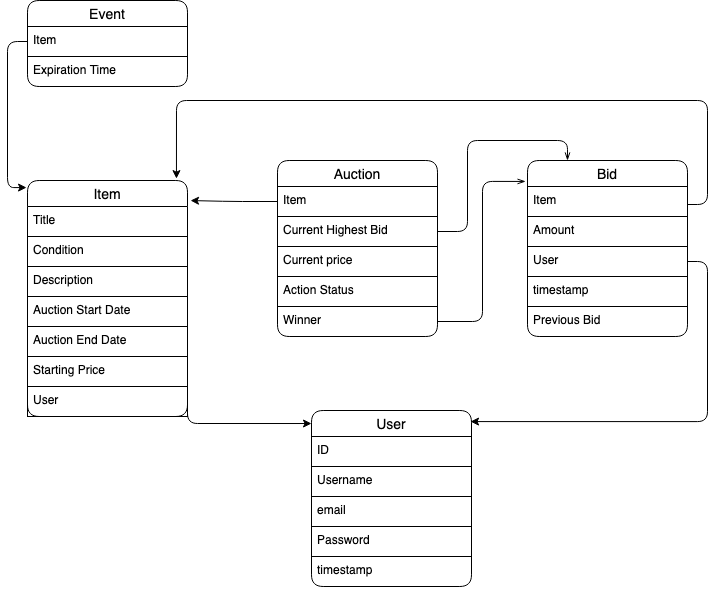 Event
Item
Expiration Time
Item
Title
Condition
Description
Auction Start Date
Auction End Date
Starting Price
User
Auction
Item
Current Highest Bid
Current price
Action Status
Winner
Bid
Item
Amount
User
timestamp
Previous Bid
User
ID
Username
email
Password
timestamp